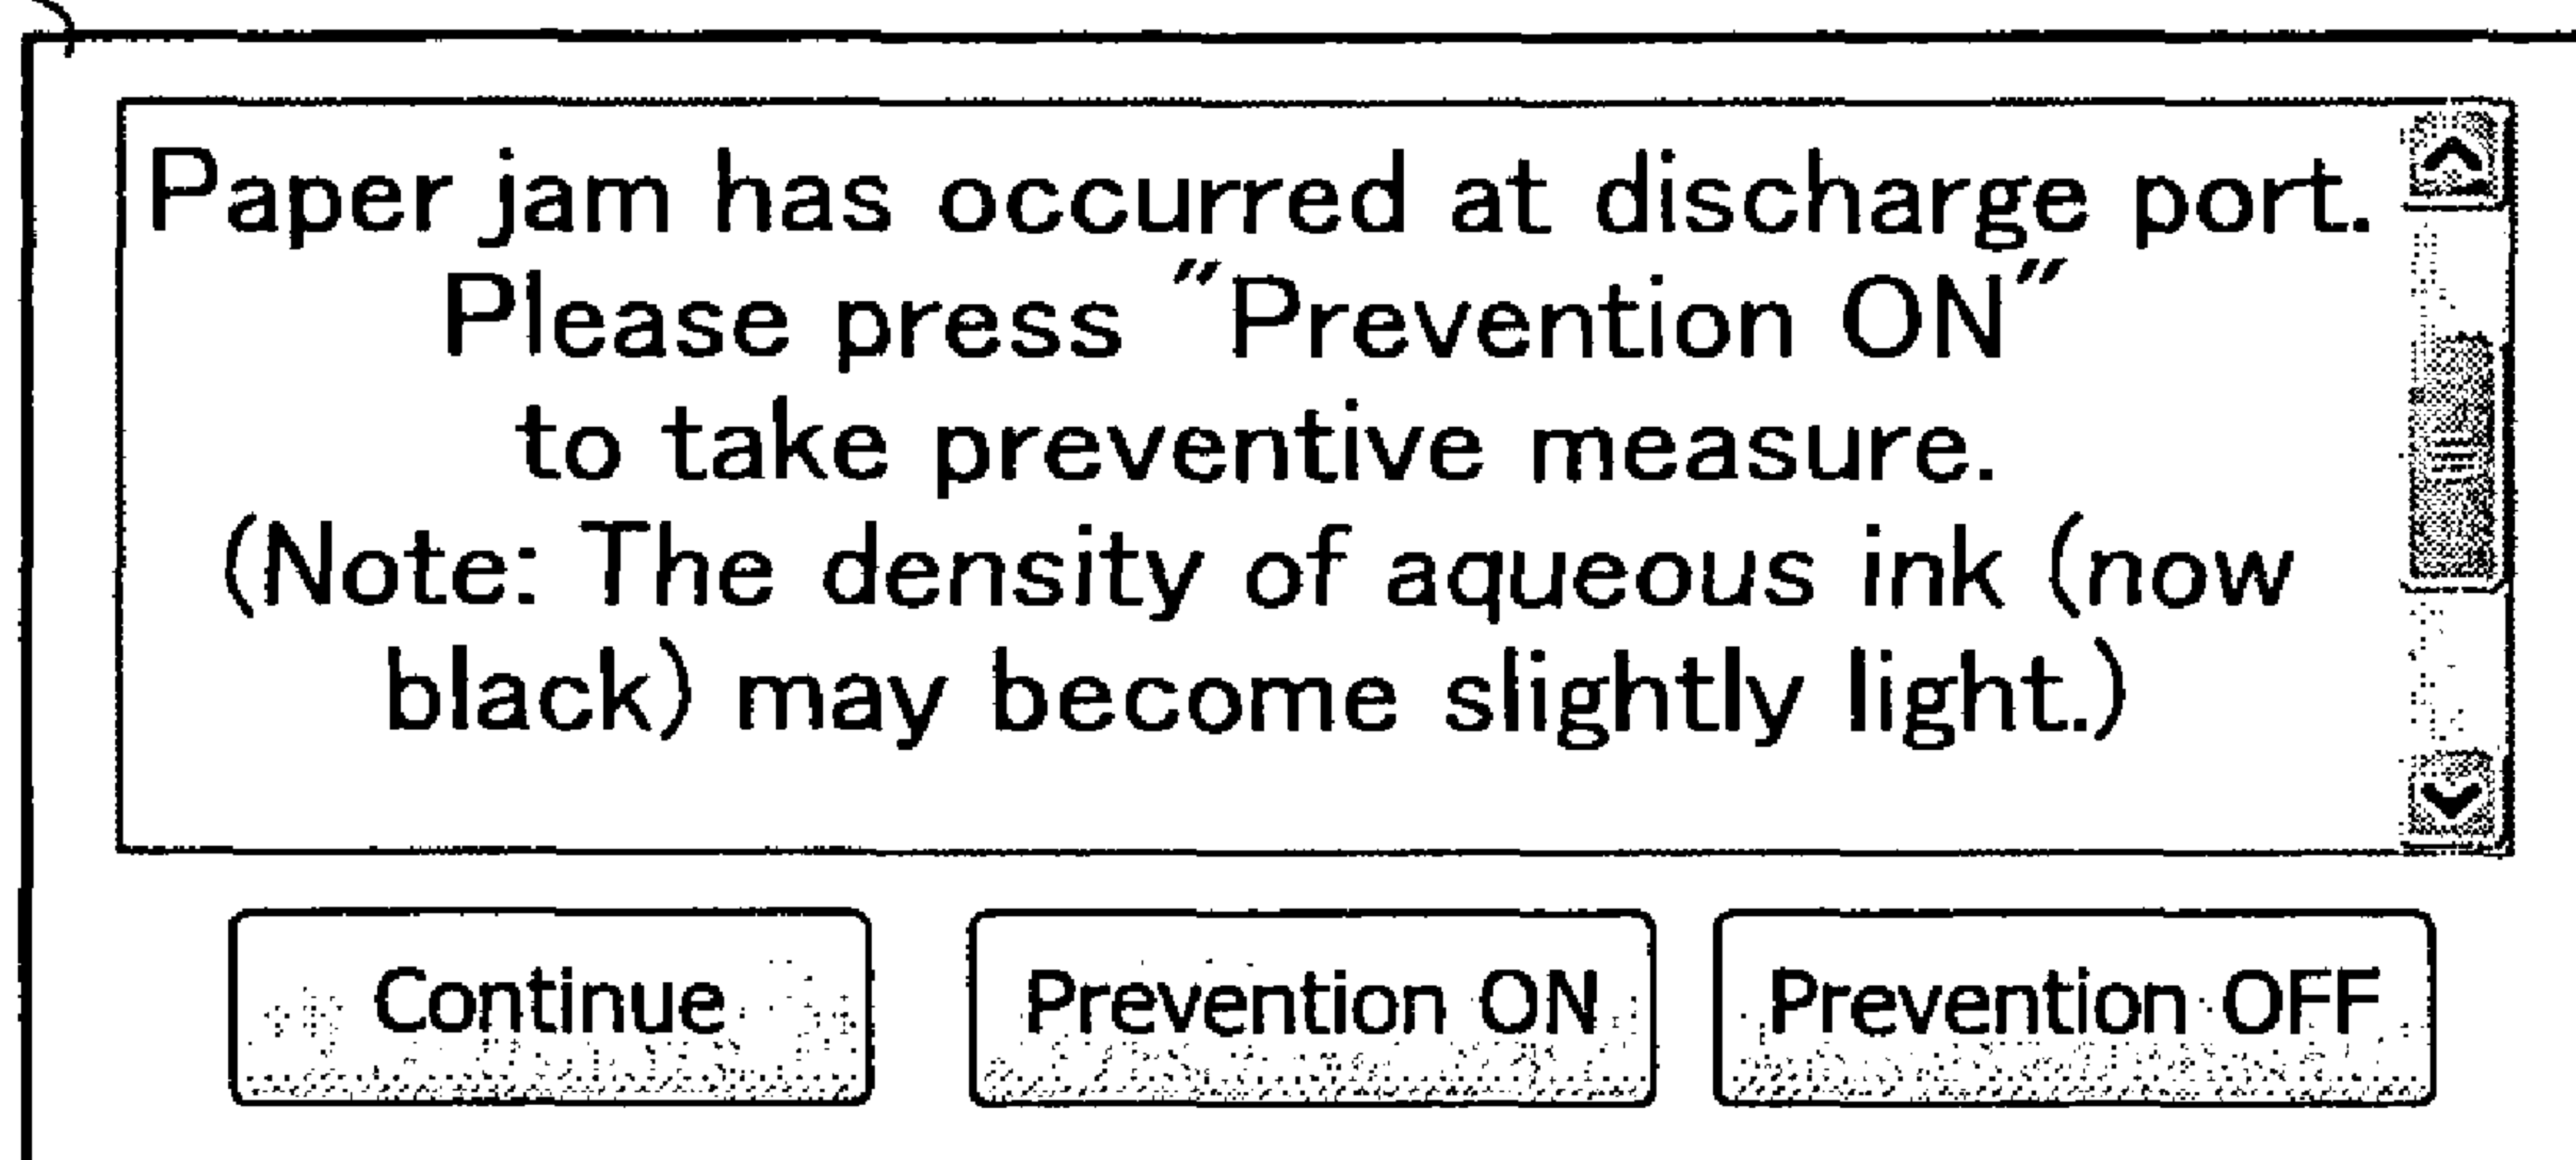 Paper jam has occurred at discharge port.
Please press "Prevention ON"
to take preventive measure.
(Note: The density of aqueous ink (now
black) may become slightly light.)
Continue Prevention ON Prevention OFF